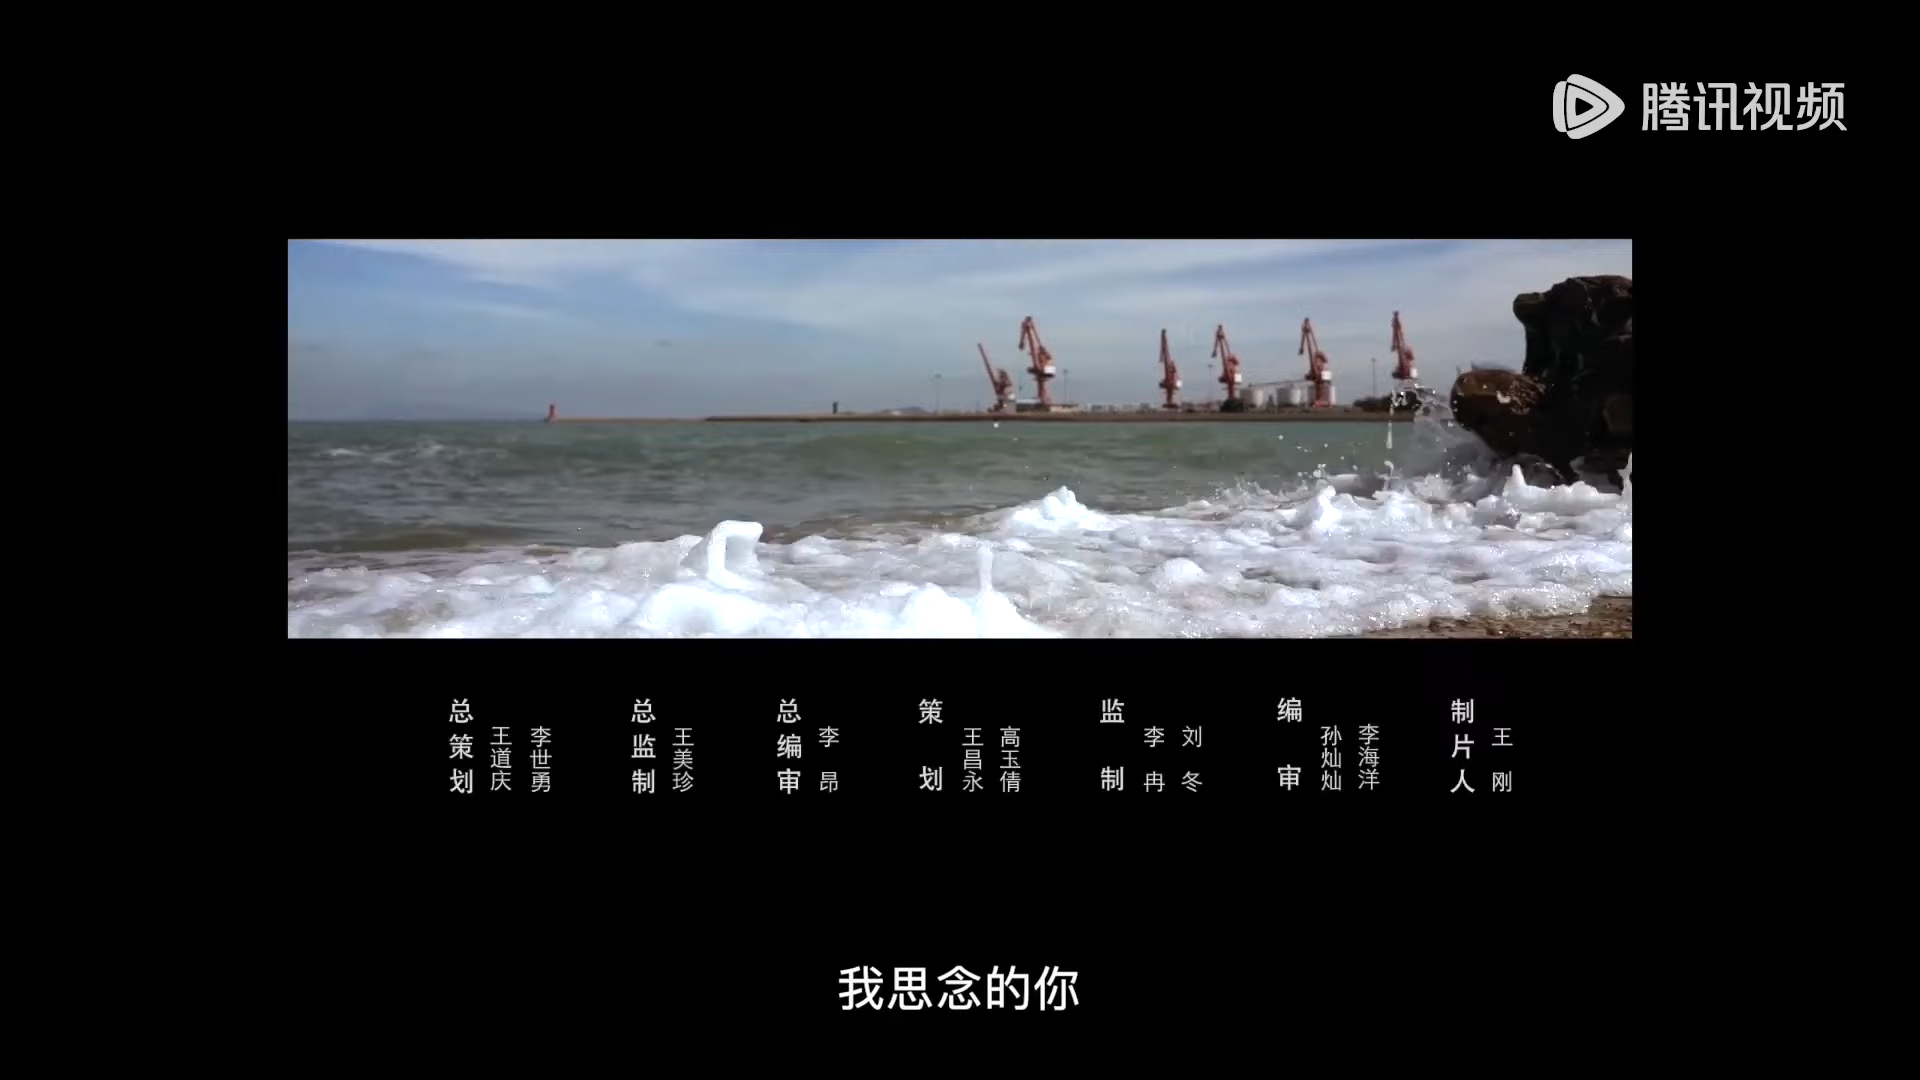 腾讯视频
总策划
王道庆
李世勇
总监制
王美珍
总编审
李昂
策划
王昌永
高玉倩
监制
李冉
刘冬
编审
孙灿灿
李海洋
制片人
王刚
我思念的你